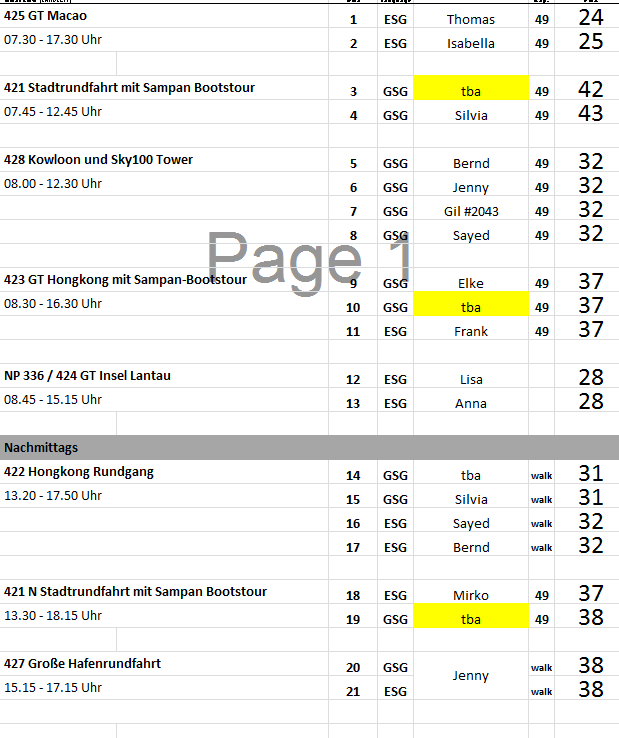 425 GT Macao 1 ESG Thomas 49 24
07.30 - 17.30 Uhr 2 ESG Isabella 49 25
421 Stadtrundfahrt mit Sampan Bootstour 3 GSG tba 49 42
07.45 - 12.45 Uhr 4 GSG Silvia 49 43
428 Kowloon und Sky100 Tower 5 GSG Bernd 49 32
08.00 - 12.30 Uhr 6 GSG Jenny 49 32
7 GSG Gil #2043 49 32
8 GSG Sayed 49 32
Page 1
423 GT Hongkong mit Sampan-Bootstour 9 GSG Elke 49 37
08.30 - 16.30 Uhr 10 GSG tba 49 37
11 ESG Frank 49 37
NP 336 / 424 GT Insel Lantau 12 ESG Lisa 28
08.45 - 15.15 Uhr 13 ESG Anna 28
Nachmittags
422 Hongkong Rundgang 14 GSG tba walk 31
13.20 - 17.50 Uhr 15 GSG Silvia walk 31
16 ESG Sayed walk 32
17 ESG Bernd walk 32
421 N Stadtrundfahrt mit Sampan Bootstour 18 ESG Mirko 49 37
13.30 - 18.15 Uhr 19 GSG tba 49 38
427 Große Hafenrundfahrt 20 GSG Jenny walk 38
15.15 - 17.15 Uhr 21 ESG walk 38